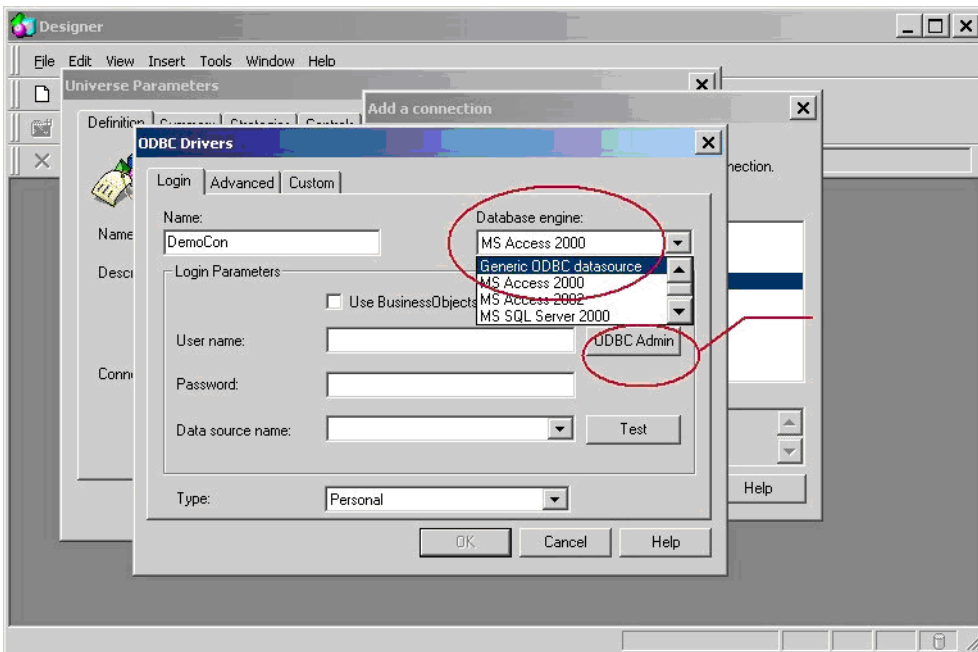 Designer
File Edit View Insert Tools Window Help
Universe Parameters
Add a connection
Definition
ODBC Drivers
nection.
Login Advanced Custom
Name: Database engine:
Name
DemoCon MS Access 2000
Generic ODBC datasource
Descr
Login Parameters
MS Access 2000
MS Access 2002
Use BusinessObjects
MS SQL Server 2000
User name: ODBC Admin
Conn
Password:
Data source name: Test
Type: Personal
Help
OK Cancel Help